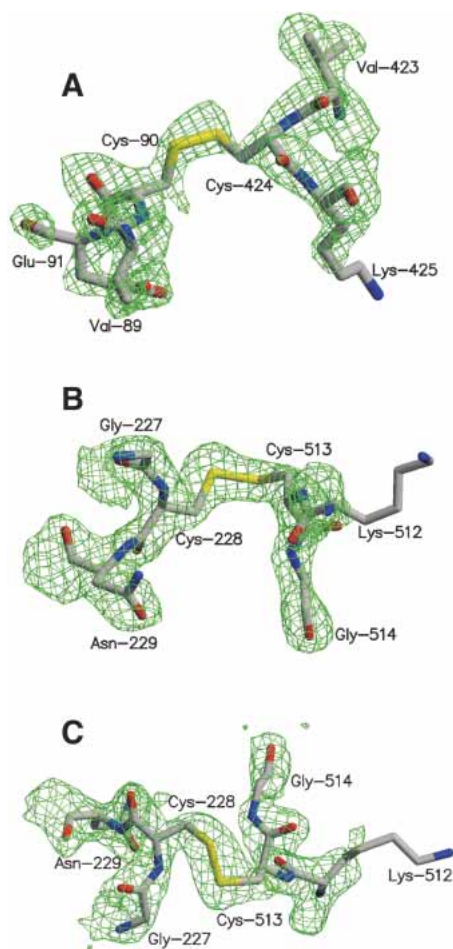 A
Val-423
Cys-90
Cys-424
Glu-91
Lys-425
Val-89
B
Gly-227
Cys-513
Cys-228
Lys-512
Asn-229
Gly-514
C
Gly-514
Cys-228
Asn-229
Lys-512
Cys-513
Gly-227